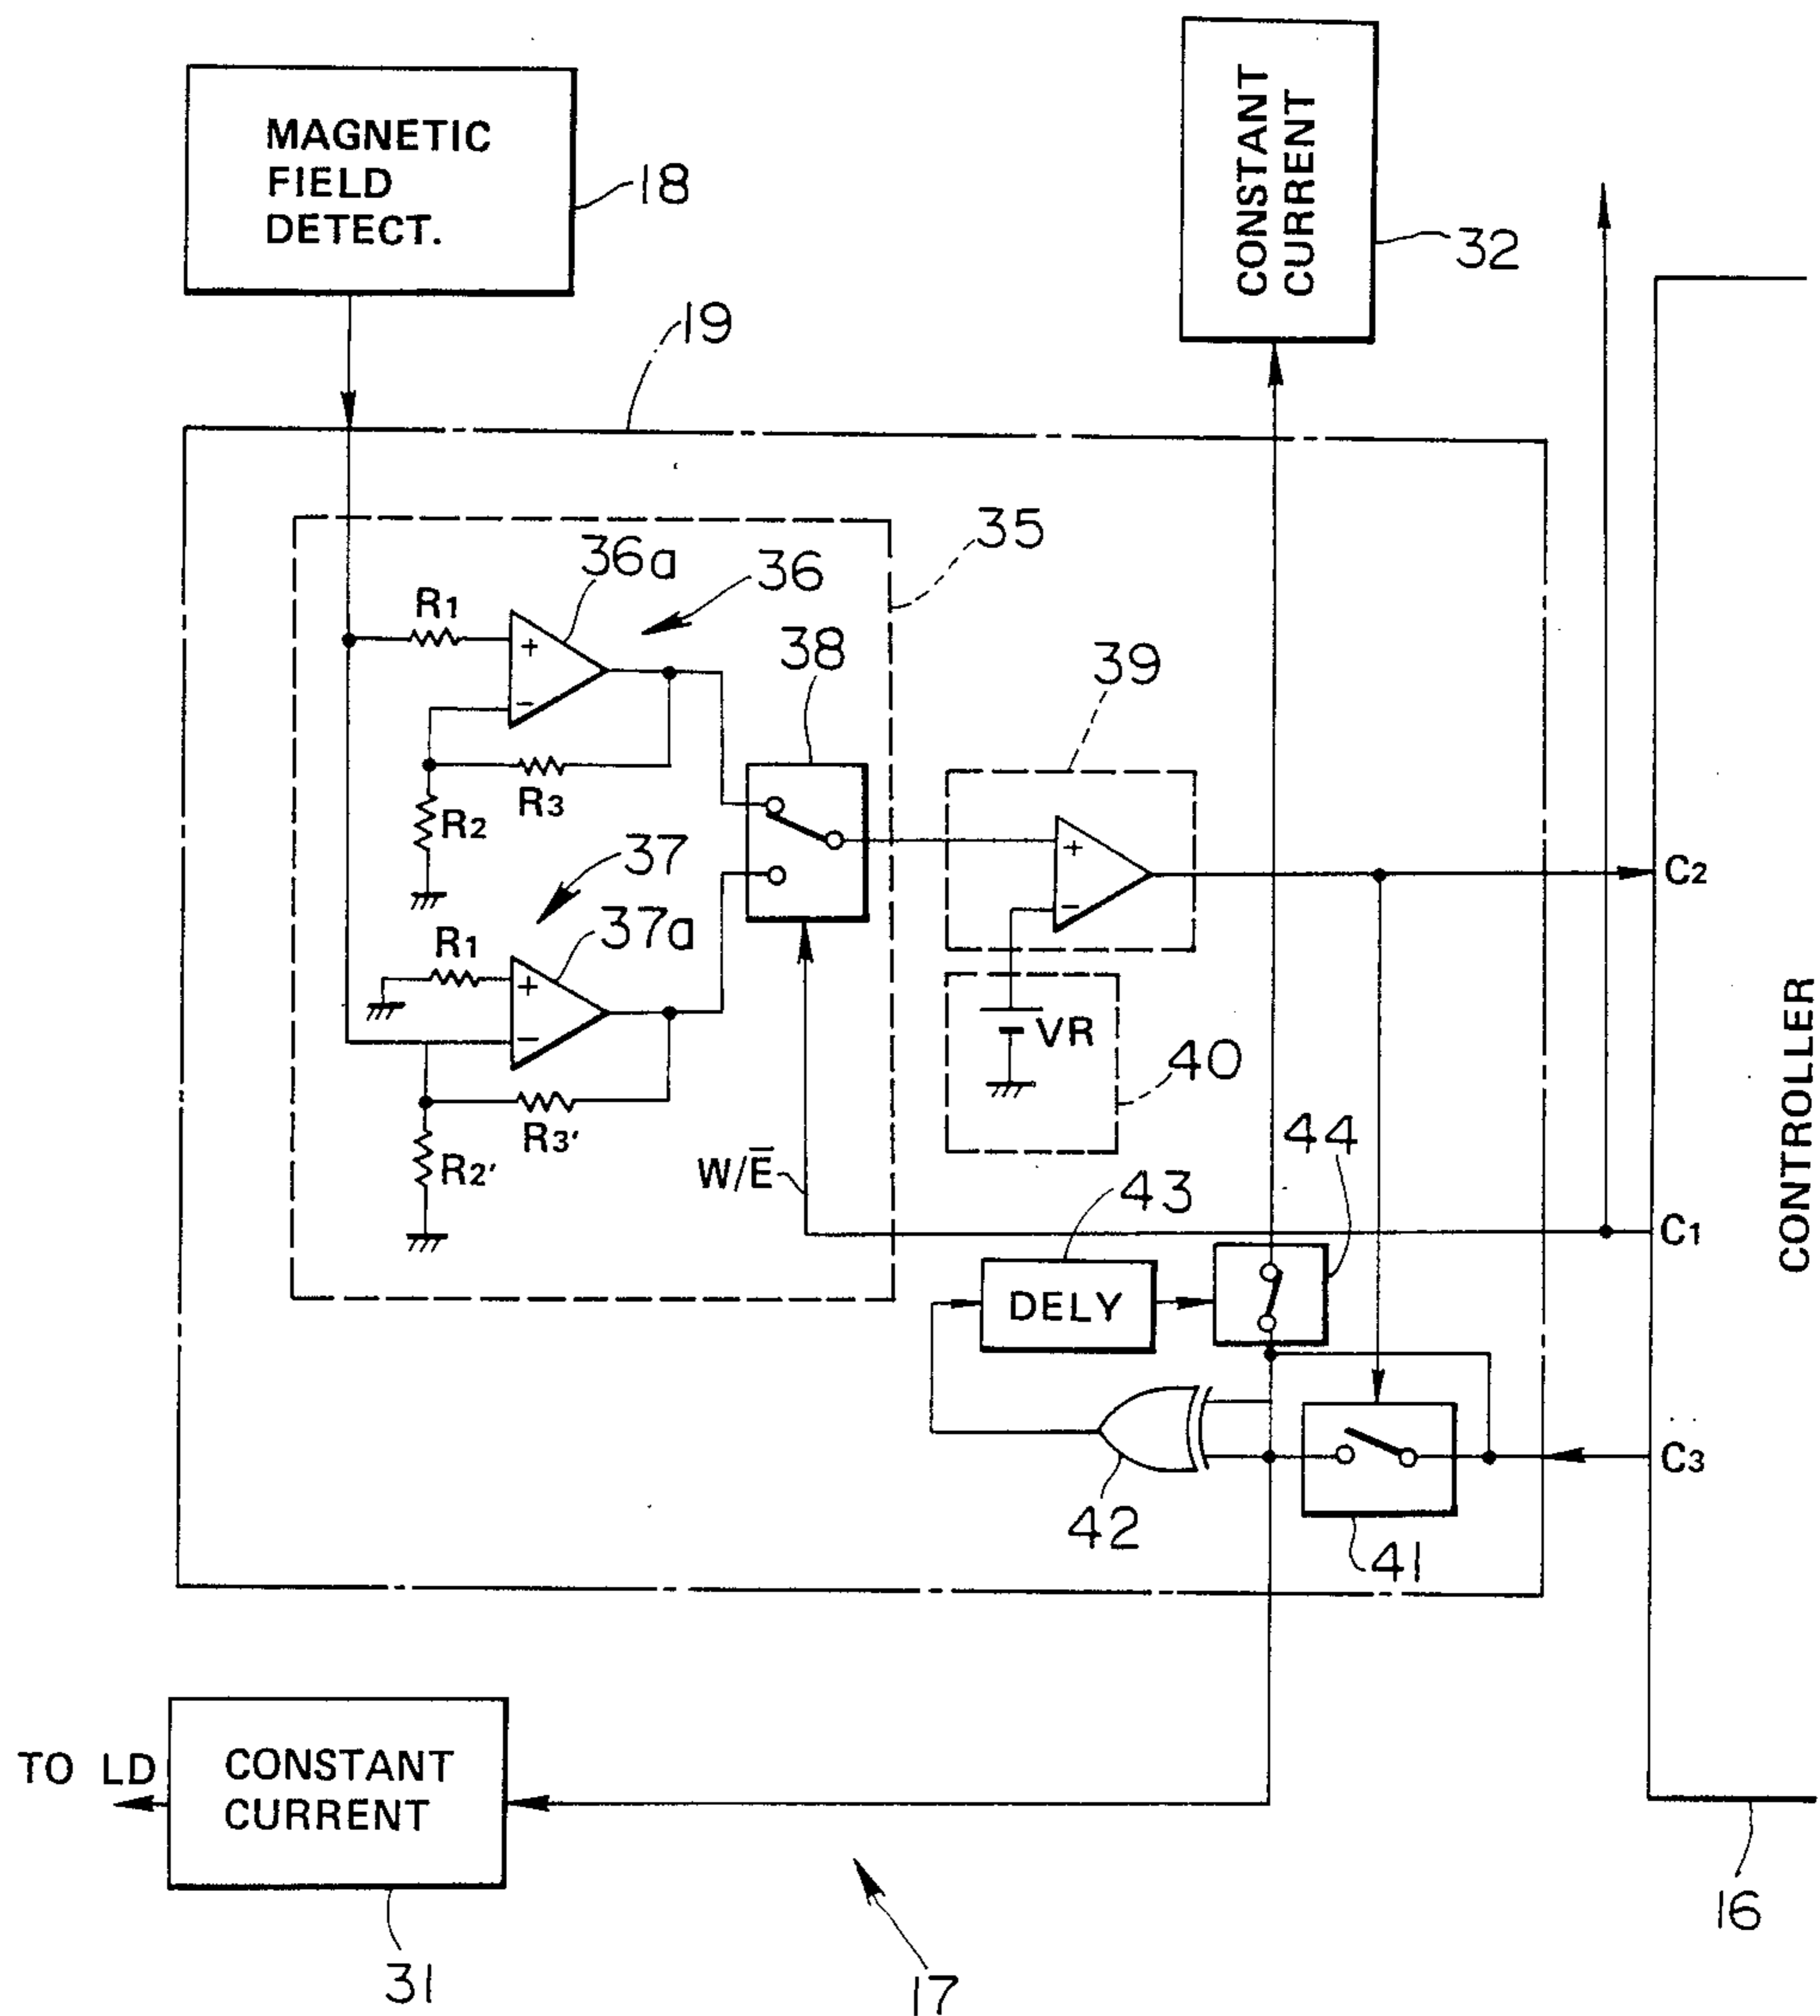 MAGNETIC
FIELD
DETECT.
18
CONSTANT
CURRENT
32
19
35
36a
36
R1
+
−
38
39
R3
R2
37
+
−
C2
37a
R1
+
−
VR
40
R3'
R2'
44
W/E̅
43
C1
CONTROLLER
DELY
42
41
C3
TO LD
CONSTANT
CURRENT
31
17
16